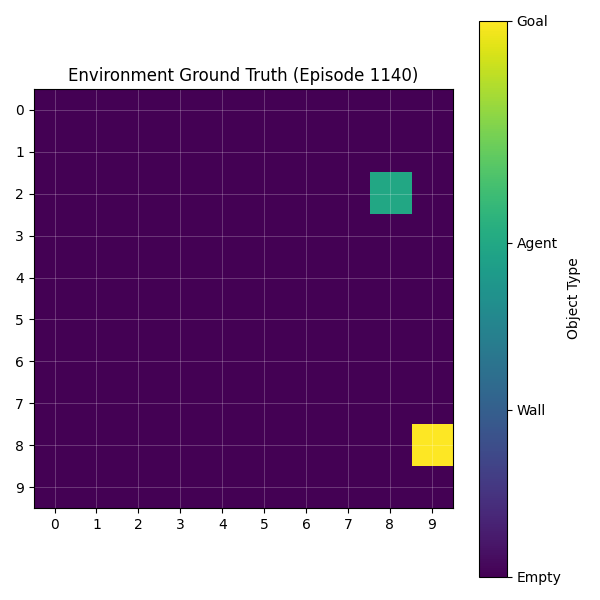 Environment Ground Truth (Episode 1140)
0
1
2
3
4
5
6
7
8
9
0 1 2 3 4 5 6 7 8 9
Goal
Agent
Wall
Empty
Object Type